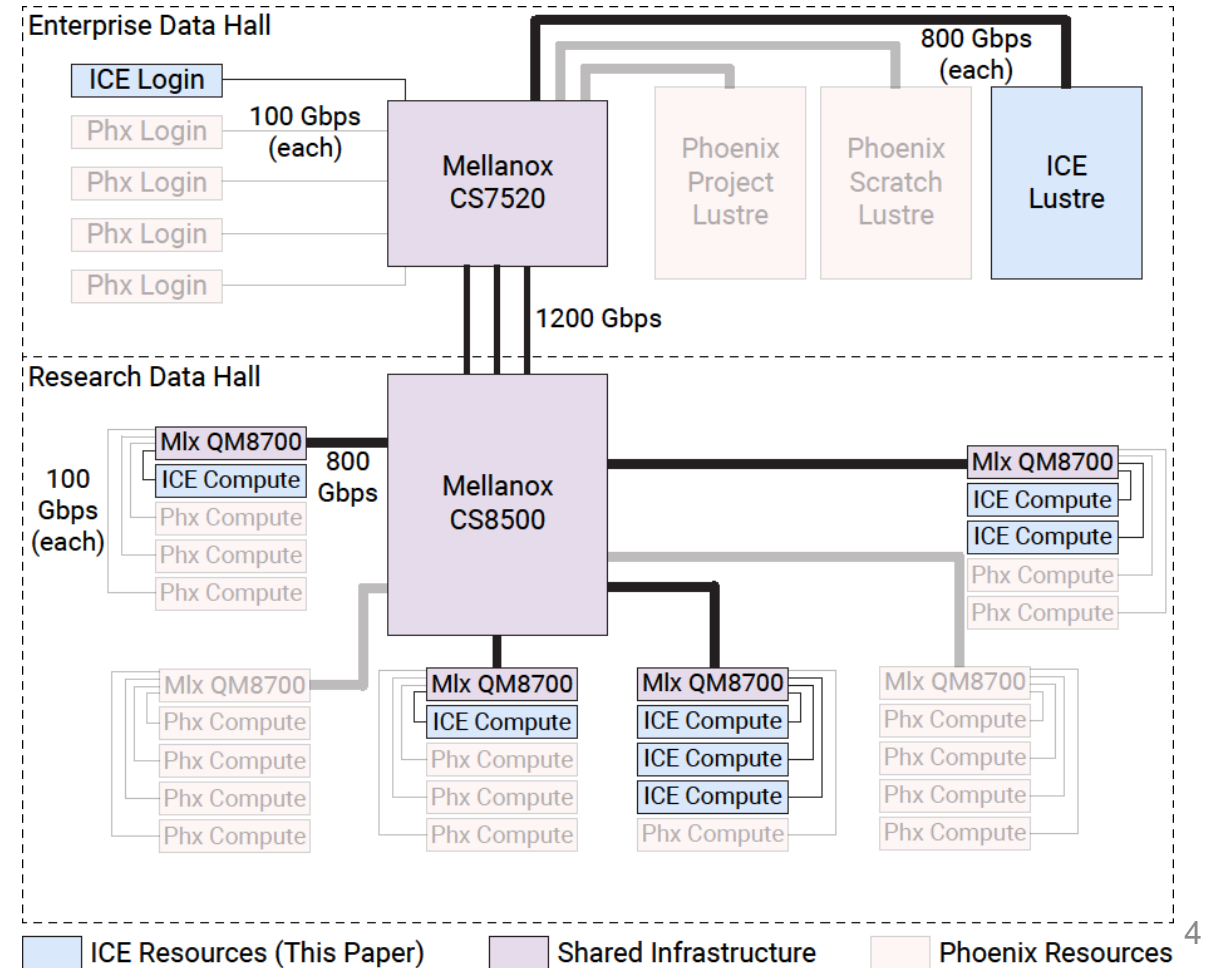 Enterprise Data Hall
ICE Login
Phx Login
Phx Login
Phx Login
Phx Login
100 Gbps
(each)
Mellanox
CS7520
800 Gbps
(each)
Phoenix
Project
Lustre
Phoenix
Scratch
Lustre
ICE
Lustre
1200 Gbps
Research Data Hall
100
Gbps
(each)
Mlx QM8700
ICE Compute
Phx Compute
Phx Compute
Phx Compute
800
Gbps
Mellanox
CS8500
Mlx QM8700
ICE Compute
ICE Compute
Phx Compute
Phx Compute
Mlx QM8700
Phx Compute
Phx Compute
Phx Compute
Phx Compute
Mlx QM8700
ICE Compute
Phx Compute
Phx Compute
Phx Compute
Mlx QM8700
ICE Compute
ICE Compute
ICE Compute
Phx Compute
Mlx QM8700
Phx Compute
Phx Compute
Phx Compute
Phx Compute
ICE Resources (This Paper)
Shared Infrastructure
Phoenix Resources
4